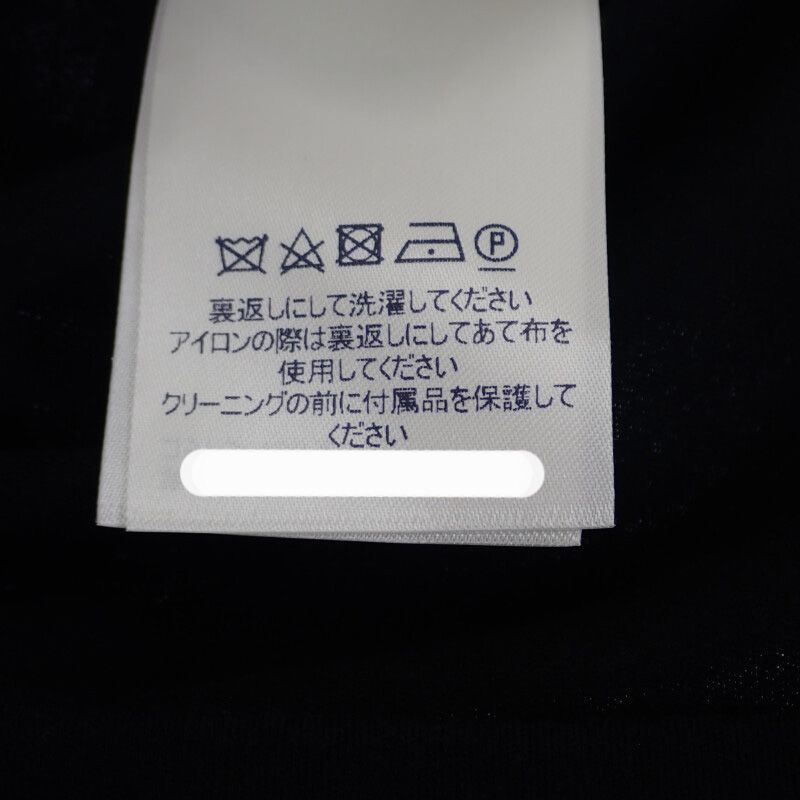 P
裏返しにして洗濯してください
アイロンの際は裏返しにしてあて布を
使用してください
クリーニングの前に付属品を保護して
ください